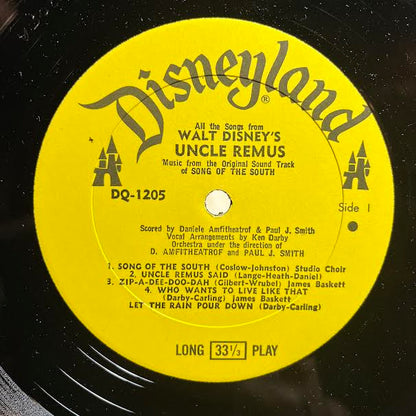 Disneyland®
All the Songs from
WALT DISNEY'S
UNCLE REMUS
Music from the Original Sound Track
of SONG OF THE SOUTH
DQ-1205
Side 1
Scored by Daniele Amfitheatrof & Paul J. Smith
Vocal Arrangements by Ken Darby
Orchestra under the direction of
D. AMFITHEATROF and PAUL J. SMITH
1. SONG OF THE SOUTH (Coslow-Johnston) Studio Choir
2. UNCLE REMUS SAID (Lange-Heath-Daniel)
3. ZIP-A-DEE-DOO-DAH (Gilbert-Wrubel) James Baskett
4. WHO WANTS TO LIVE LIKE THAT
(Darby-Carling) James Baskett
LET THE RAIN POUR DOWN (Darby-Carling)
LONG 33⅓ PLAY